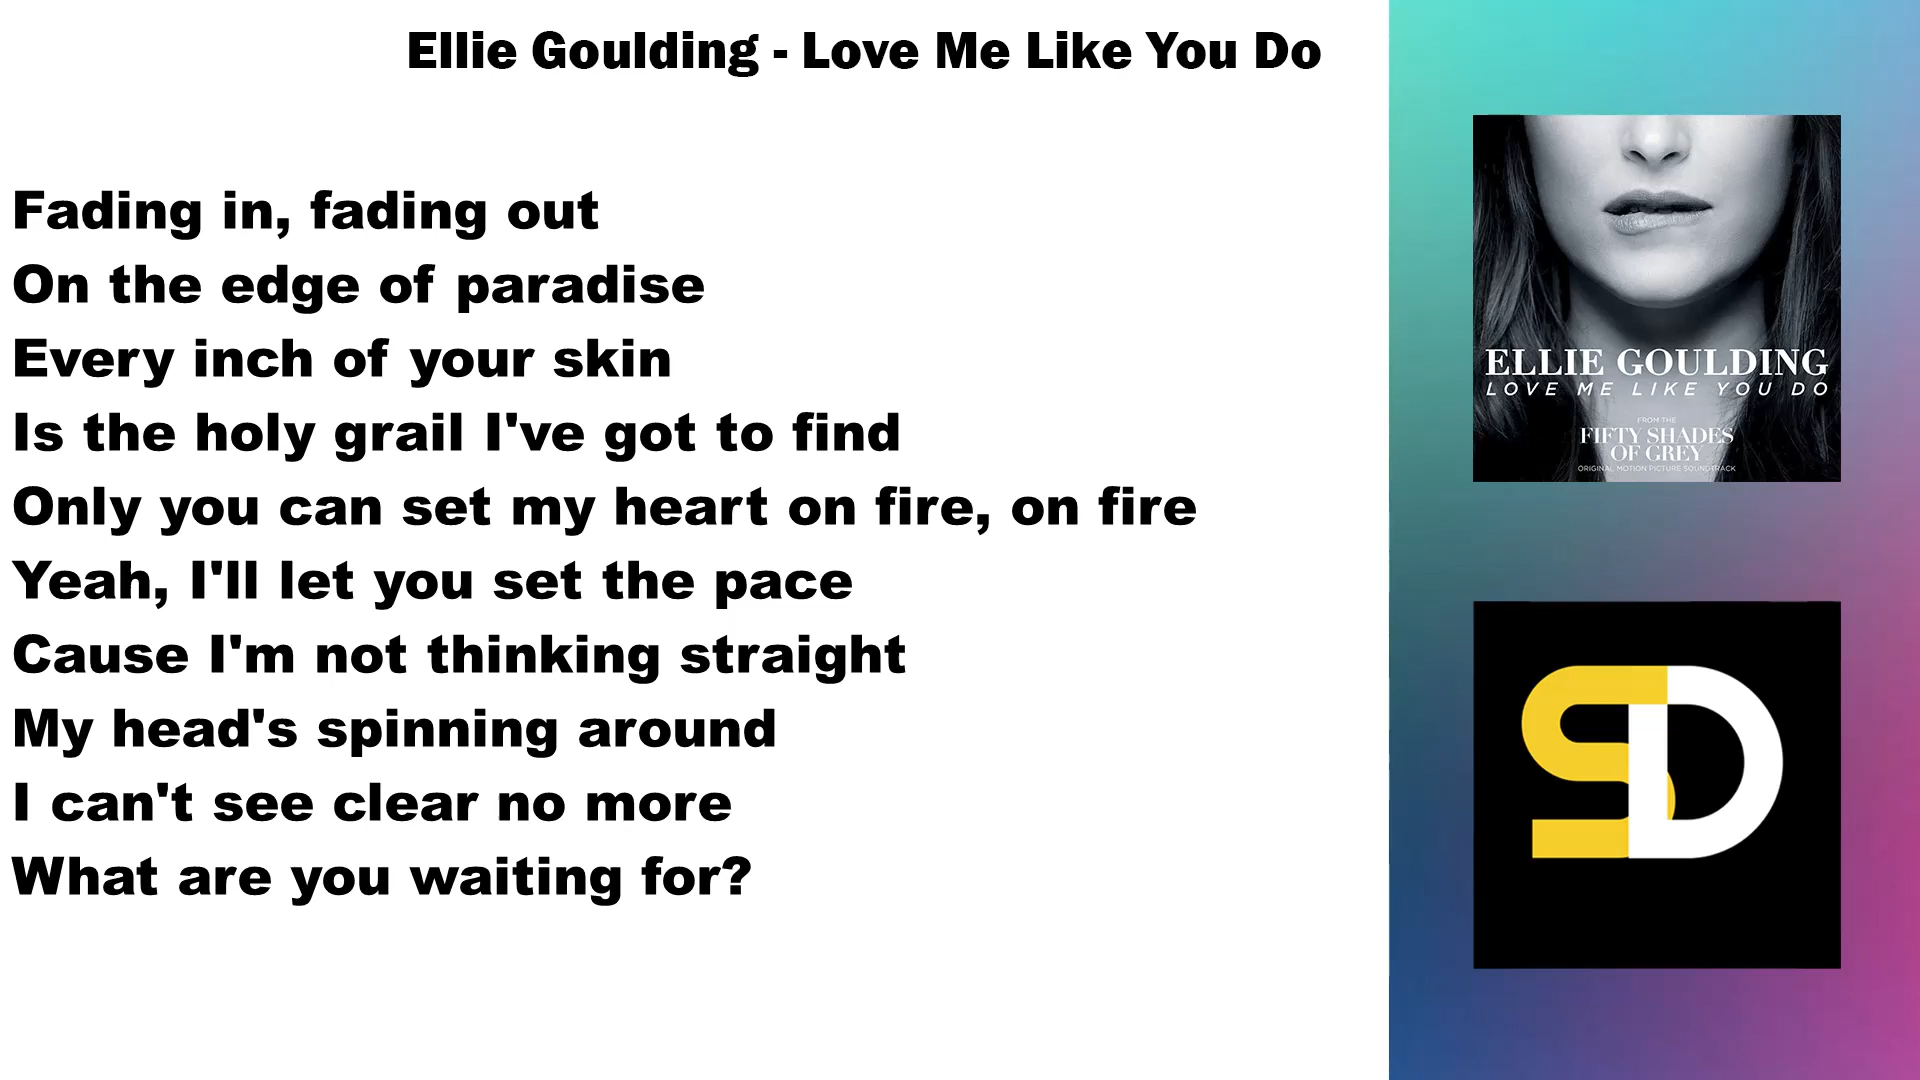 Ellie Goulding - Love Me Like You Do
Fading in, fading out
On the edge of paradise
Every inch of your skin
Is the holy grail I've got to find
Only you can set my heart on fire, on fire
Yeah, I'll let you set the pace
Cause I'm not thinking straight
My head's spinning around
I can't see clear no more
What are you waiting for?
ELLIE GOULDING
LOVE ME LIKE YOU DO
FROM THE
FIFTY SHADES
OF GREY
ORIGINAL MOTION PICTURE SOUNDTRACK
SD